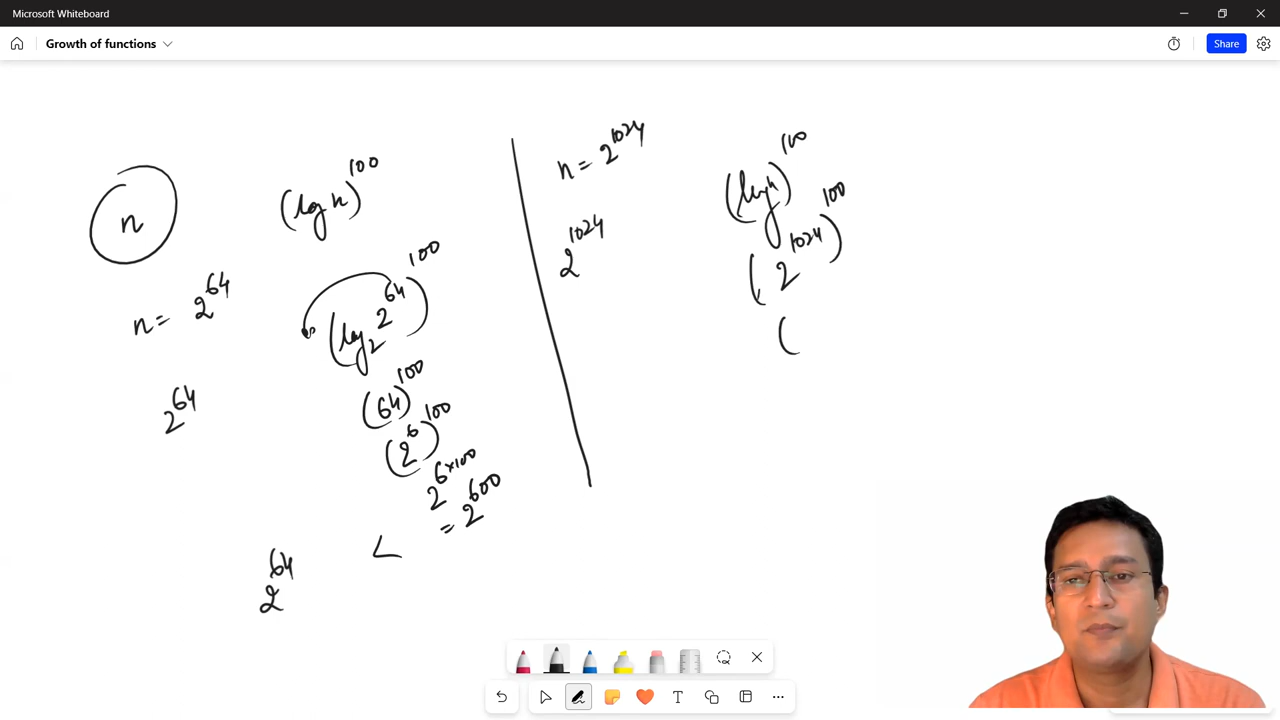 Microsoft Whiteboard
Growth of functions
Share
n
(log n)^100
n = 2^64
(log_2 2^64)^100
2^64
(64)^100
(2^6)^100
2^6×100
= 2^600
2^64 <
n = 2^1024
(log n)^100
2^1024
(2^1024)^100
(